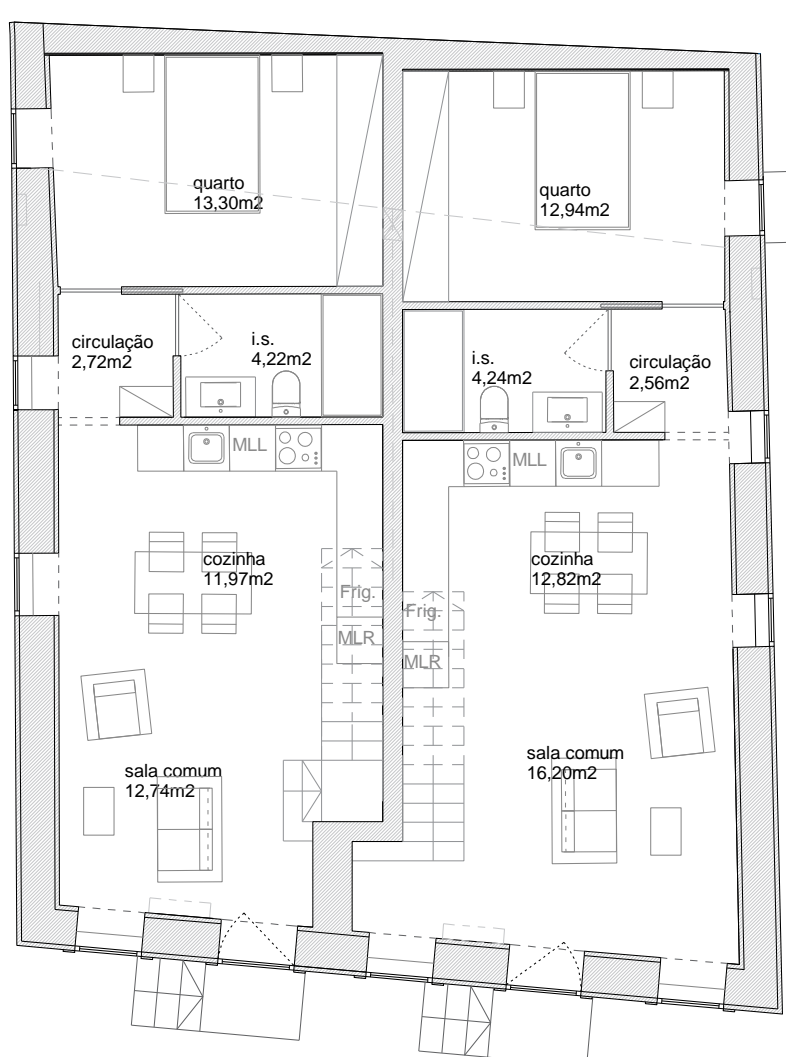 quarto
13,30m2
quarto
12,94m2
circulação
2,72m2
i.s.
4,22m2
i.s.
4,24m2
circulação
2,56m2
MLL
MLL
cozinha
11,97m2
cozinha
12,82m2
Frig.
MLR
Frig.
MLR
sala comum
12,74m2
sala comum
16,20m2